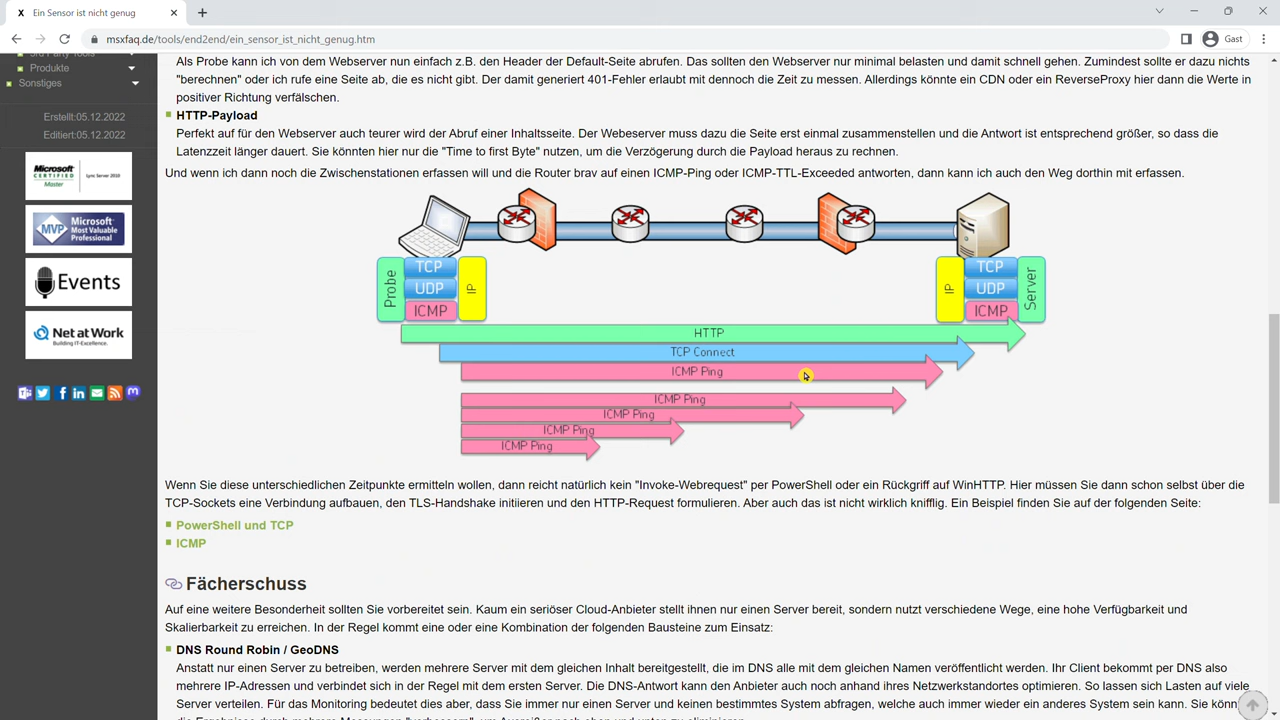 X Ein Sensor ist nicht genug
msxfaq.de/tools/end2end/ein_sensor_ist_nicht_genug.htm
Gast
3rd Party Tools
Produkte
Sonstiges
Erstellt:05.12.2022
Editiert:05.12.2022
Microsoft
CERTIFIED
Master
Lync Server 2010
MVP
Microsoft
Most Valuable
Professional
Events
Net at Work
Building IT-Excellence.
Als Probe kann ich von dem Webserver nun einfach z.B. den Header der Default-Seite abrufen. Das sollten den Webserver nur minimal belasten und damit schnell gehen. Zumindest sollte er dazu nichts
"berechnen" oder ich rufe eine Seite ab, die es nicht gibt. Der damit generiert 401-Fehler erlaubt mit dennoch die Zeit zu messen. Allerdings könnte ein CDN oder ein ReverseProxy hier dann die Werte in
positiver Richtung verfälschen.
HTTP-Payload
Perfekt auf für den Webserver auch teurer wird der Abruf einer Inhaltsseite. Der Webeserver muss dazu die Seite erst einmal zusammenstellen und die Antwort ist entsprechend größer, so dass die
Latenzzeit länger dauert. Sie könnten hier nur die "Time to first Byte" nutzen, um die Verzögerung durch die Payload heraus zu rechnen.
Und wenn ich dann noch die Zwischenstationen erfassen will und die Router brav auf einen ICMP-Ping oder ICMP-TTL-Exceeded antworten, dann kann ich auch den Weg dorthin mit erfassen.
Probe
TCP
UDP
ICMP
IP
IP
TCP
UDP
ICMP
Server
HTTP
TCP Connect
ICMP Ping
ICMP Ping
ICMP Ping
ICMP Ping
ICMP Ping
Wenn Sie diese unterschiedlichen Zeitpunkte ermitteln wollen, dann reicht natürlich kein "Invoke-Webrequest" per PowerShell oder ein Rückgriff auf WinHTTP. Hier müssen Sie dann schon selbst über die
TCP-Sockets eine Verbindung aufbauen, den TLS-Handshake initiieren und den HTTP-Request formulieren. Aber auch das ist nicht wirklich knifflig. Ein Beispiel finden Sie auf der folgenden Seite:
PowerShell und TCP
ICMP
Fächerschuss
Auf eine weitere Besonderheit sollten Sie vorbereitet sein. Kaum ein seriöser Cloud-Anbieter stellt ihnen nur einen Server bereit, sondern nutzt verschiedene Wege, eine hohe Verfügbarkeit und
Skalierbarkeit zu erreichen. In der Regel kommt eine oder eine Kombination der folgenden Bausteine zum Einsatz:
DNS Round Robin / GeoDNS
Anstatt nur einen Server zu betreiben, werden mehrere Server mit dem gleichen Inhalt bereitgestellt, die im DNS alle mit dem gleichen Namen veröffentlicht werden. Ihr Client bekommt per DNS also
mehrere IP-Adressen und verbindet sich in der Regel mit dem ersten Server. Die DNS-Antwort kann den Anbieter auch noch anhand ihres Netzwerkstandortes optimieren. So lassen sich Lasten auf viele
Server verteilen. Für das Monitoring bedeutet dies aber, dass Sie immer nur einen Server und keinen bestimmtes System abfragen, welche auch immer wieder ein anderes System sein kann. Sie könn